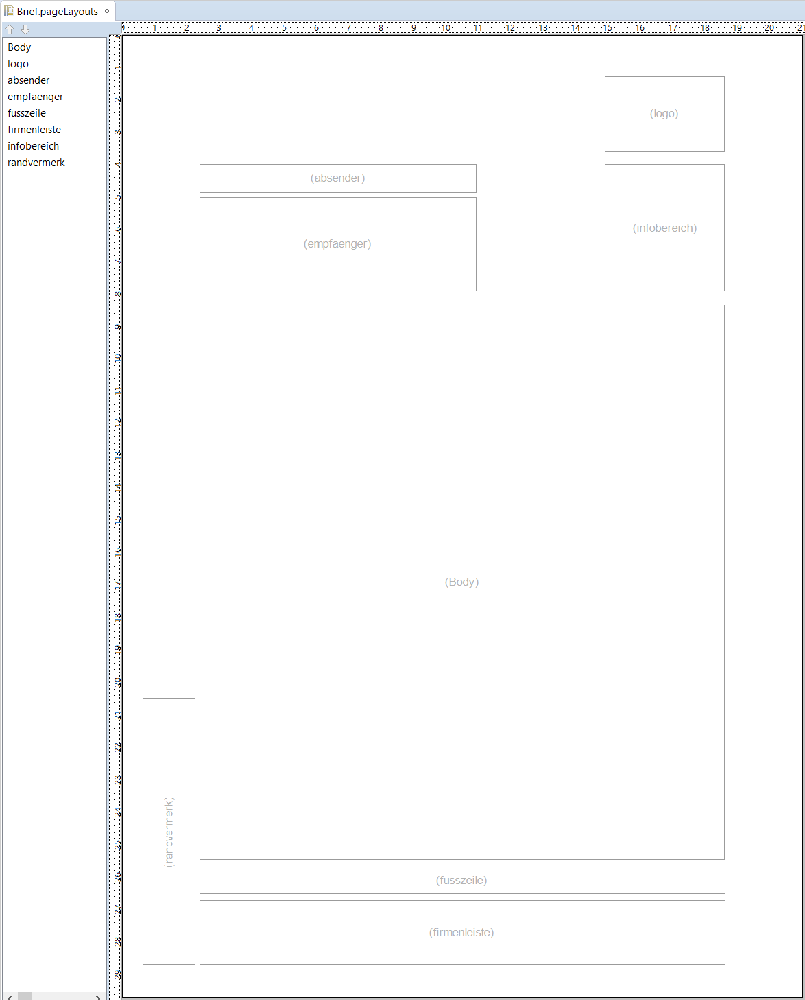 Brief.pageLayouts
0 1 2 3 4 5 6 7 8 9 10 11 12 13 14 15 16 17 18 19 20 21
Body
logo
absender
empfaenger
fusszeile
firmenleiste
infobereich
randvermerk
1
2
3
4
5
6
7
8
9
10
11
12
13
14
15
16
17
18
19
20
21
22
23
24
25
26
27
28
29
(logo)
(absender)
(infobereich)
(empfaenger)
(Body)
(randvermerk)
(fusszeile)
(firmenleiste)